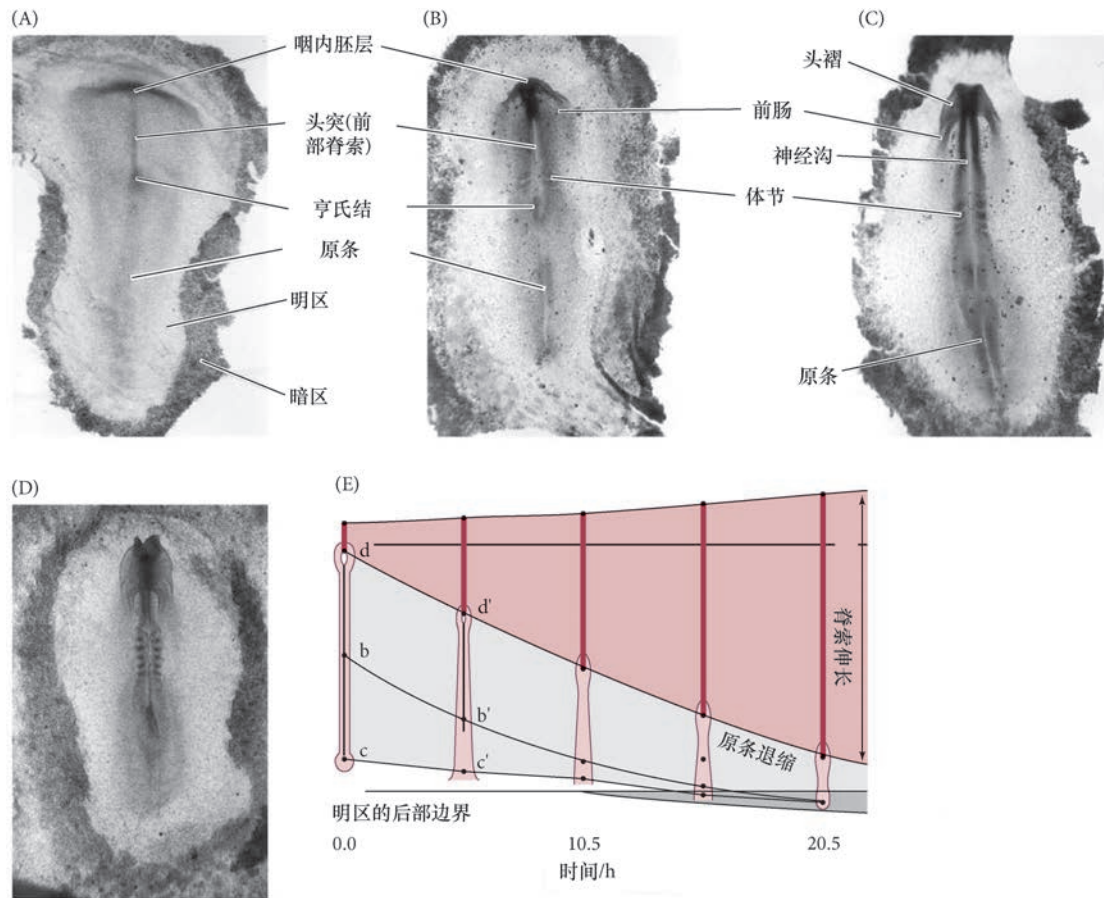 (A)
(B)
(C)
咽内胚层
头突(前
部脊索)
亨氏结
原条
明区
暗区
头褶
前肠
神经沟
体节
原条
(D)
(E)
d
d'
b
b'
c
c'
脊索伸长
原条退缩
明区的后部边界
0.0
10.5
20.5
时间/h